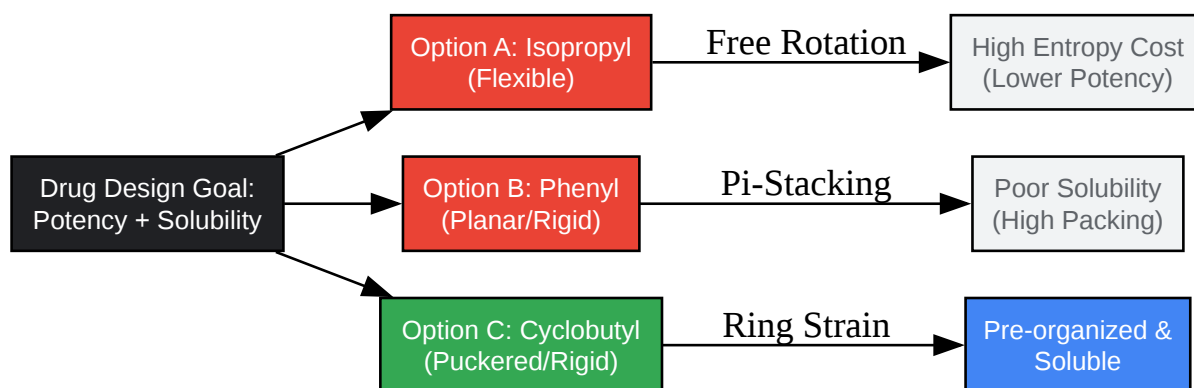 Option A: Isopropyl
(Flexible)
Free Rotation
High Entropy Cost
(Lower Potency)
Drug Design Goal:
Potency + Solubility
Option B: Phenyl
(Planar/Rigid)
Pi-Stacking
Poor Solubility
(High Packing)
Option C: Cyclobutyl
(Puckered/Rigid)
Ring Strain
Pre-organized &
Soluble